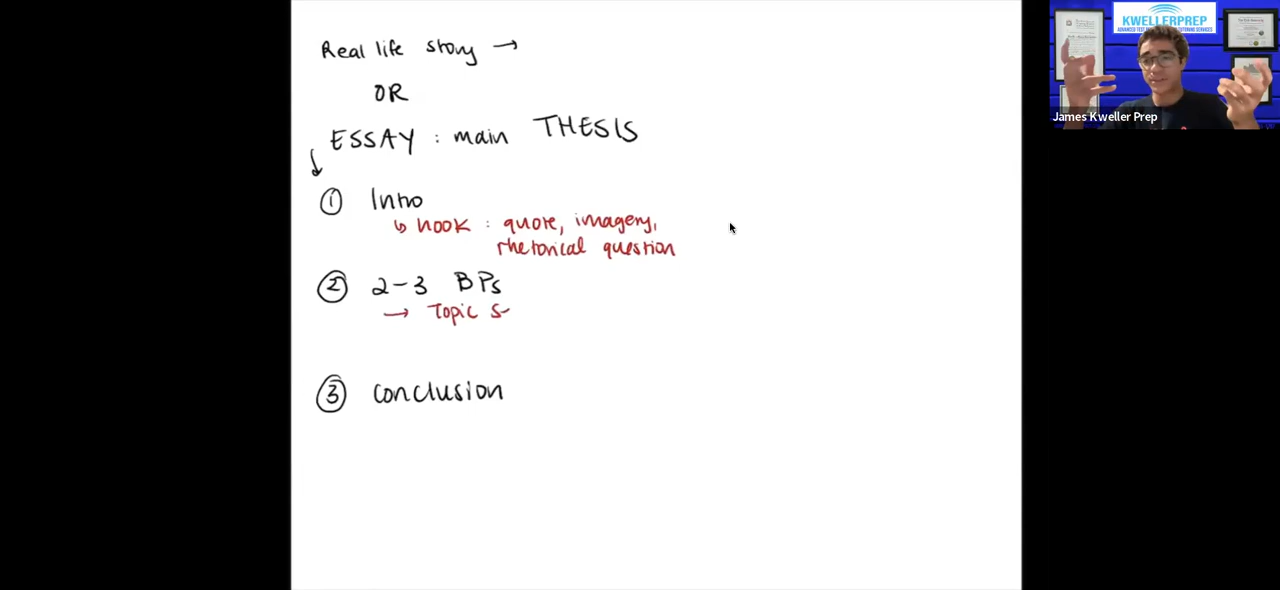 Real life story →
OR
ESSAY : main THESIS
① Intro
↳ hook : quote, imagery,
rhetorical question
② 2-3 BPs
→ Topic S
③ conclusion
KWELLERPREP
James Kweller Prep